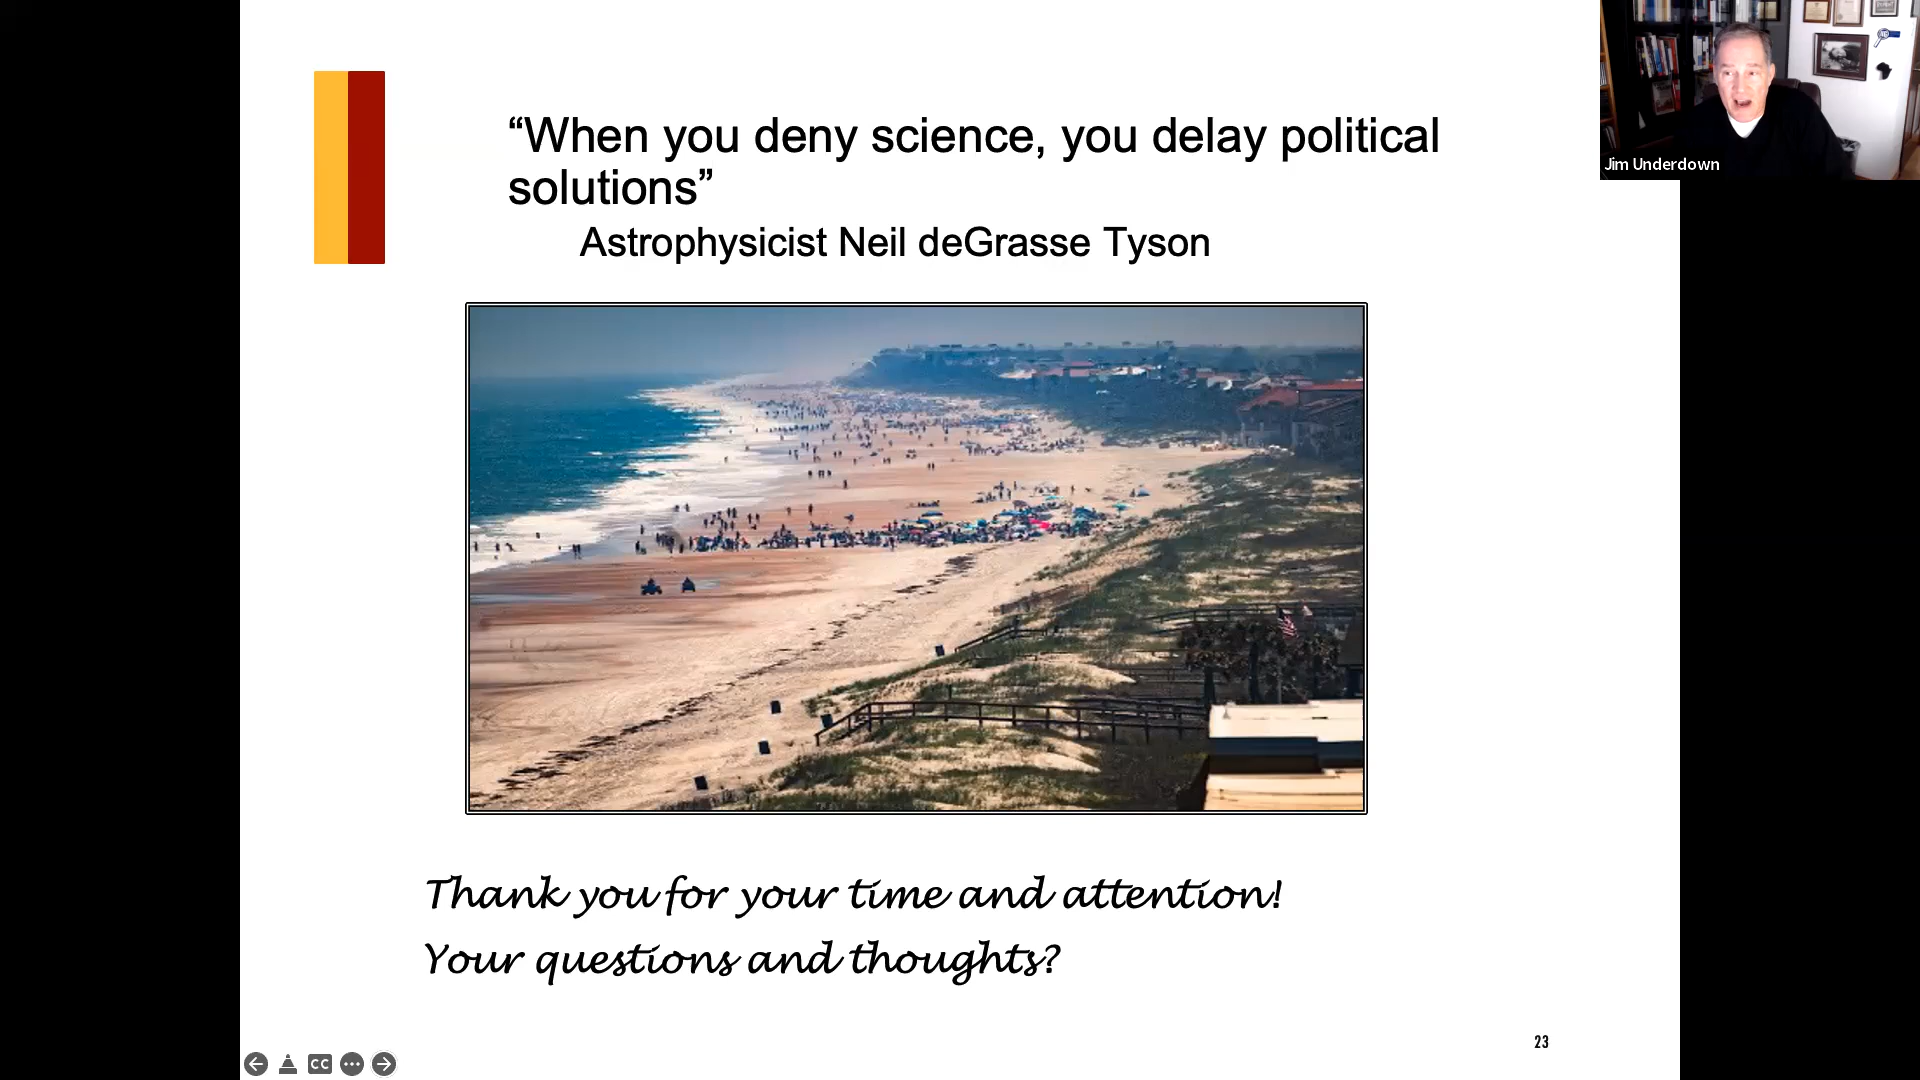 “When you deny science, you delay political
solutions”
Astrophysicist Neil deGrasse Tyson
Jim Underdown
Thank you for your time and attention!
Your questions and thoughts?
23
CC